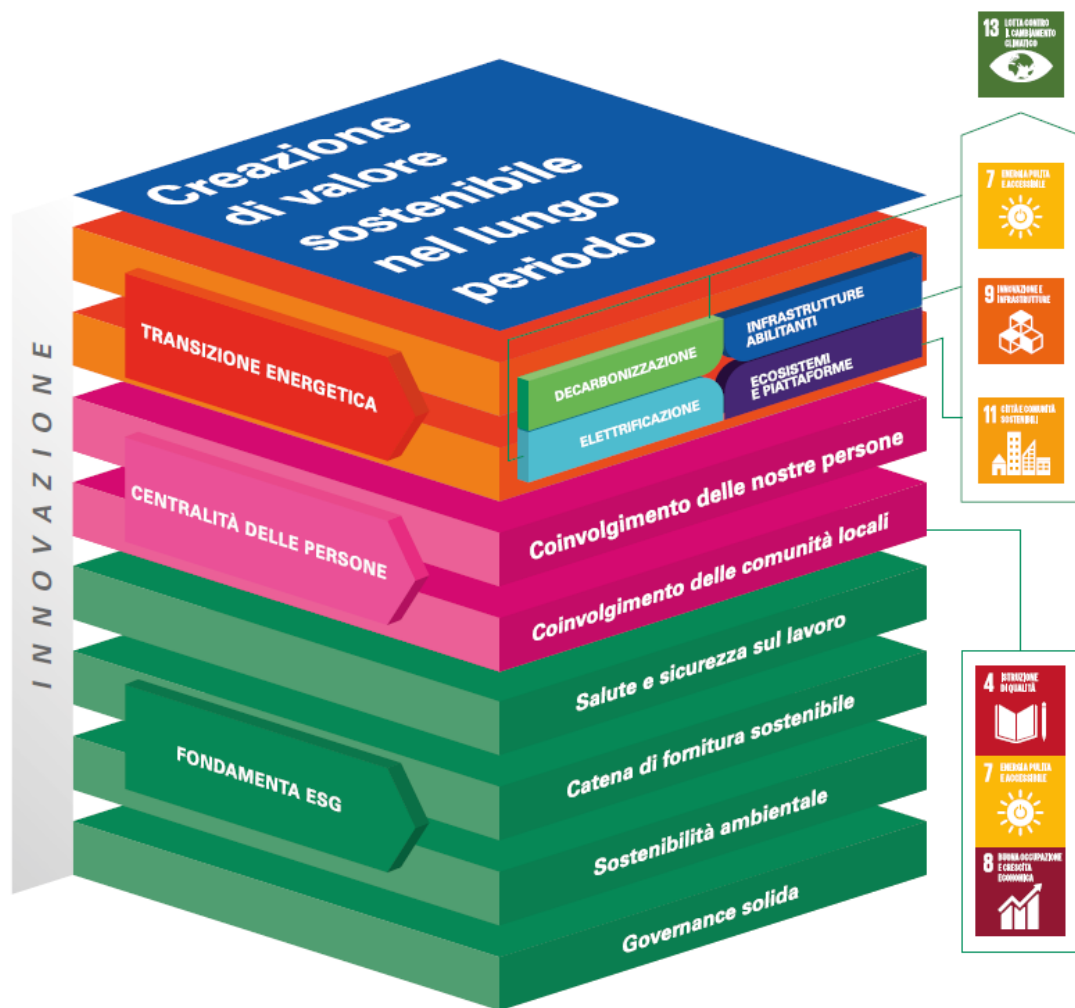 INNOVAZIONE
Creazione
di valore
sostenibile
nel lungo
periodo
TRANSIZIONE ENERGETICA
DECARBONIZZAZIONE
INFRASTRUTTURE
ABILITANTI
ELETTRIFICAZIONE
ECOSISTEMI
E PIATTAFORME
CENTRALITÀ DELLE PERSONE
Coinvolgimento delle nostre persone
Coinvolgimento delle comunità locali
FONDAMENTA ESG
Salute e sicurezza sul lavoro
Catena di fornitura sostenibile
Sostenibilità ambientale
Governance solida
13 LOTTA CONTRO
IL CAMBIAMENTO
CLIMATICO
7 ENERGIA PULITA
E ACCESSIBILE
9 INNOVAZIONE E
INFRASTRUTTURE
11 CITTÀ E COMUNITÀ
SOSTENIBILI
4 ISTRUZIONE
DI QUALITÀ
7 ENERGIA PULITA
E ACCESSIBILE
8 BUONA OCCUPAZIONE
E CRESCITA
ECONOMICA